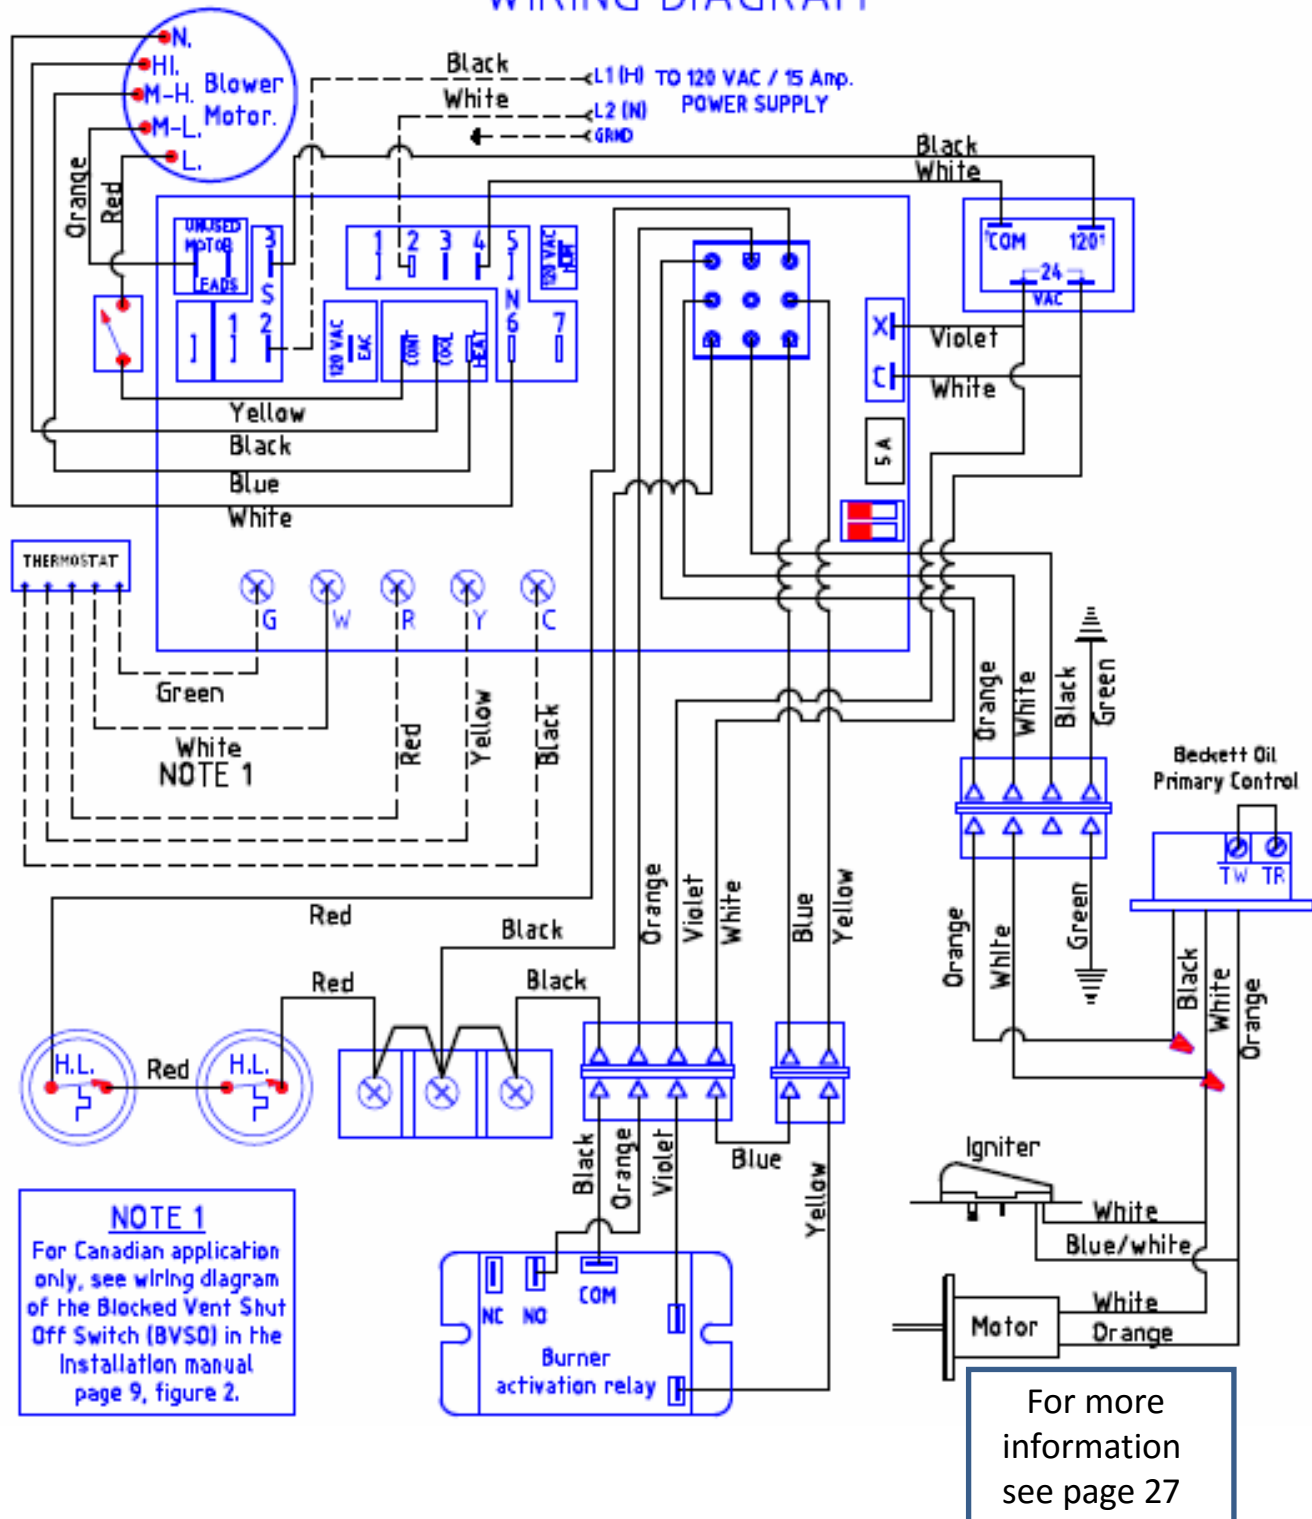 WIRING DIAGRAM
N.
HI.
M-H.
M-L.
L.
Blower
Motor.
Black
White
L1 (H)
L2 (N)
GRND
TO 120 VAC / 15 Amp.
POWER SUPPLY
Orange
Red
Black
White
UNUSED
MOTOR
LEADS
3
S
1
2
1
2
3
4
5
N
6
7
120 VAC
HUM
120 VAC
EAC
CONT
COOL
HEAT
COM
120
24
VAC
X
C
Violet
White
5 A
Yellow
Black
Blue
White
THERMOSTAT
G
W
R
Y
C
Green
White
NOTE 1
Red
Yellow
Black
Orange
White
Black
Green
Beckett Oil
Primary Control
TW
TR
Red
Black
Orange
Violet
White
Blue
Yellow
Orange
White
Green
Black
White
Orange
Red
Black
H.L.
Red
H.L.
Black
Orange
Violet
Blue
Yellow
Igniter
White
Blue/white
White
Orange
Motor
NOTE 1
For Canadian application
only, see wiring diagram
of the Blocked Vent Shut
Off Switch (BVSO) in the
Installation manual
page 9, figure 2.
NC
NO
COM
Burner
activation relay
For more
information
see page 27